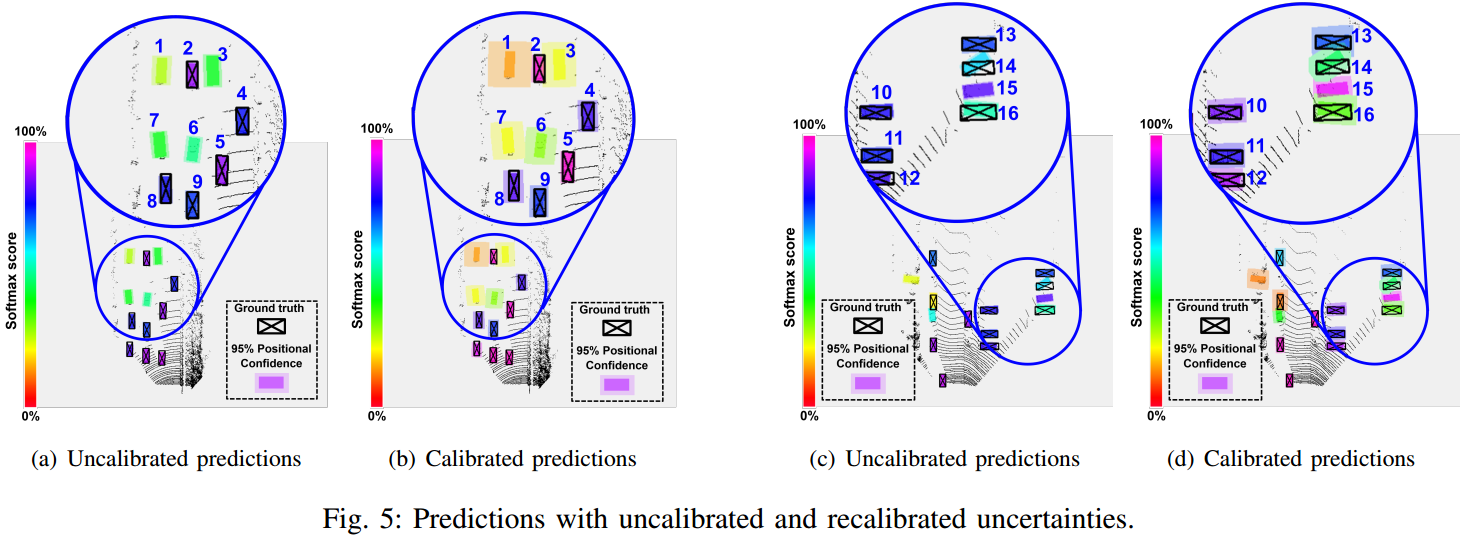 1
2
3
4
5
6
7
8
9
100%
Softmax score
0%
Ground truth
95% Positional
Confidence
(a) Uncalibrated predictions
1
2
3
4
5
6
7
8
9
100%
Softmax score
0%
Ground truth
95% Positional
Confidence
(b) Calibrated predictions
10
11
12
13
14
15
16
100%
Softmax score
0%
Ground truth
95% Positional
Confidence
(c) Uncalibrated predictions
10
11
12
13
14
15
16
100%
Softmax score
0%
Ground truth
95% Positional
Confidence
(d) Calibrated predictions
Fig. 5: Predictions with uncalibrated and recalibrated uncertainties.